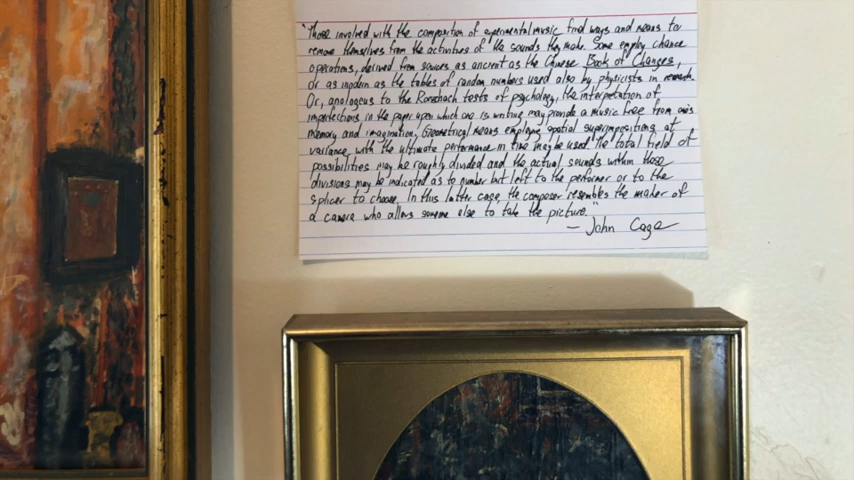 "Those involved with the composition of experimental music find ways and means to
remove themselves from the activities of the sounds they make. Some employ chance
operations, derived from sources as ancient as the Chinese Book of Changes,
or as modern as the tables of random numbers used also by physicists in research.
Or, analogous to the Rorschach tests of psychology, the interpretation of
imperfections in the paper upon which one is writing may provide a music free from one's
memory and imagination. Geometrical means employing spatial superimpositions at
variance with the ultimate performance in time may be used. The total field of
possibilities may be roughly divided and the actual sounds within these
divisions may be indicated as to number but left to the performer or to the
splicer to choose. In this latter case, the composer resembles the maker of
a camera who allows someone else to take the picture."
— John Cage